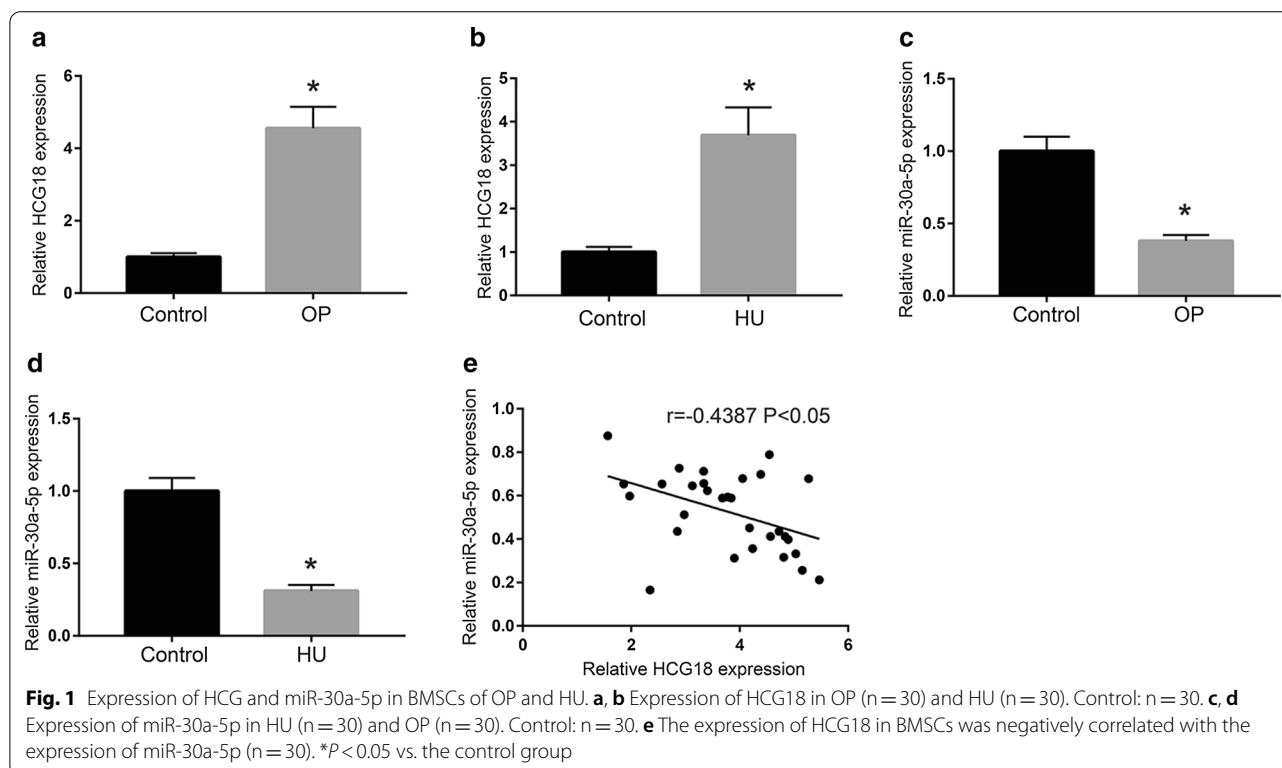 a
6
4
2
0
Relative HCG18 expression
*
Control OP
b
5
4
3
2
1
0
Relative HCG18 expression
*
Control HU
c
1.5
1.0
0.5
0.0
Relative miR-30a-5p expression
*
Control OP
d
1.5
1.0
0.5
0.0
Relative miR-30a-5p expression
*
Control HU
e
1.0
0.8
0.6
0.4
0.2
0.0
Relative miR-30a-5p expression
r=-0.4387 P<0.05
0 2 4 6
Relative HCG18 expression
Fig. 1 Expression of HCG and miR-30a-5p in BMSCs of OP and HU. a, b Expression of HCG18 in OP (n = 30) and HU (n = 30). Control: n = 30. c, d
Expression of miR-30a-5p in HU (n = 30) and OP (n = 30). Control: n = 30. e The expression of HCG18 in BMSCs was negatively correlated with the
expression of miR-30a-5p (n = 30). *P < 0.05 vs. the control group